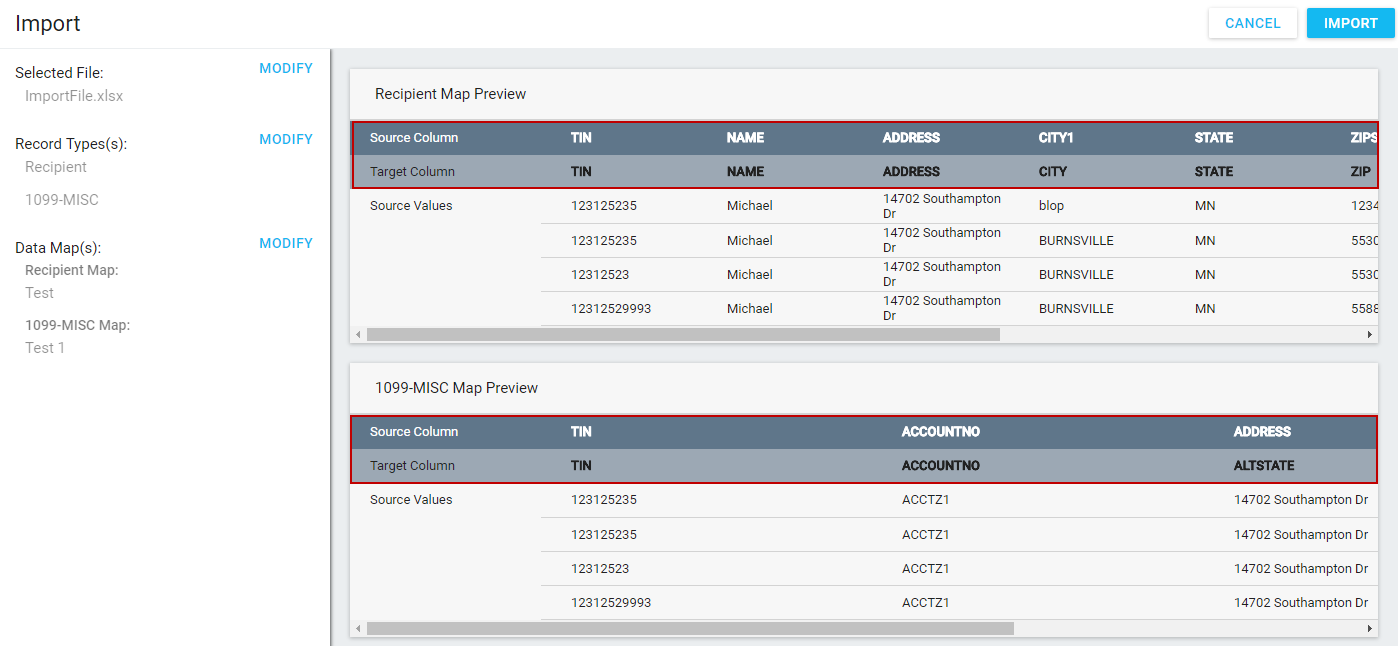 Import
CANCEL
IMPORT
Selected File:
MODIFY
ImportFile.xlsx
Record Types(s):
MODIFY
Recipient
1099-MISC
Data Map(s):
MODIFY
Recipient Map:
Test
1099-MISC Map:
Test 1
Recipient Map Preview
Source Column TIN NAME ADDRESS CITY1 STATE ZIPS
Target Column TIN NAME ADDRESS CITY STATE ZIP
Source Values 123125235 Michael 14702 Southampton Dr blop MN 1234
123125235 Michael 14702 Southampton Dr BURNSVILLE MN 5530
12312523 Michael 14702 Southampton Dr BURNSVILLE MN 5530
12312529993 Michael 14702 Southampton Dr BURNSVILLE MN 5588
1099-MISC Map Preview
Source Column TIN ACCOUNTNO ADDRESS
Target Column TIN ACCOUNTNO ALTSTATE
Source Values 123125235 ACCTZ1 14702 Southampton Dr
123125235 ACCTZ1 14702 Southampton Dr
12312523 ACCTZ1 14702 Southampton Dr
12312529993 ACCTZ1 14702 Southampton Dr